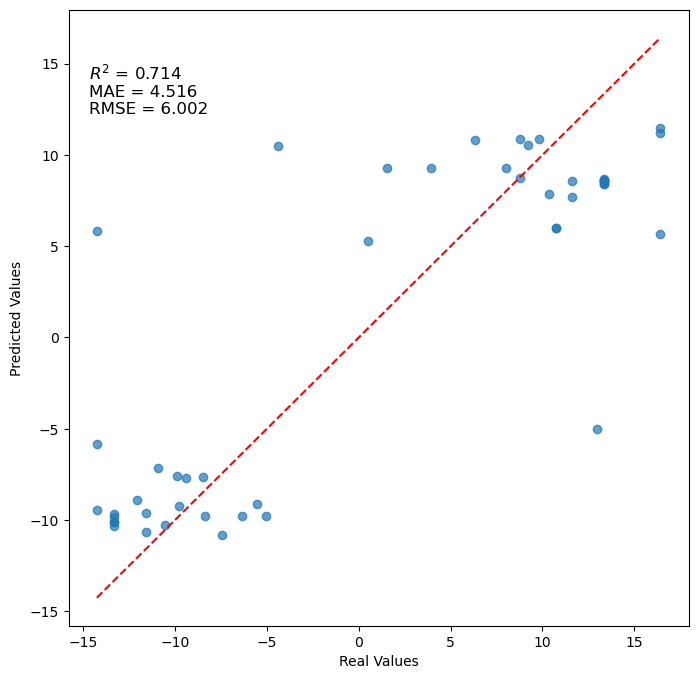 R² = 0.714
MAE = 4.516
RMSE = 6.002
15
10
5
0
−5
−10
−15
Predicted Values
−15 −10 −5 0 5 10 15
Real Values